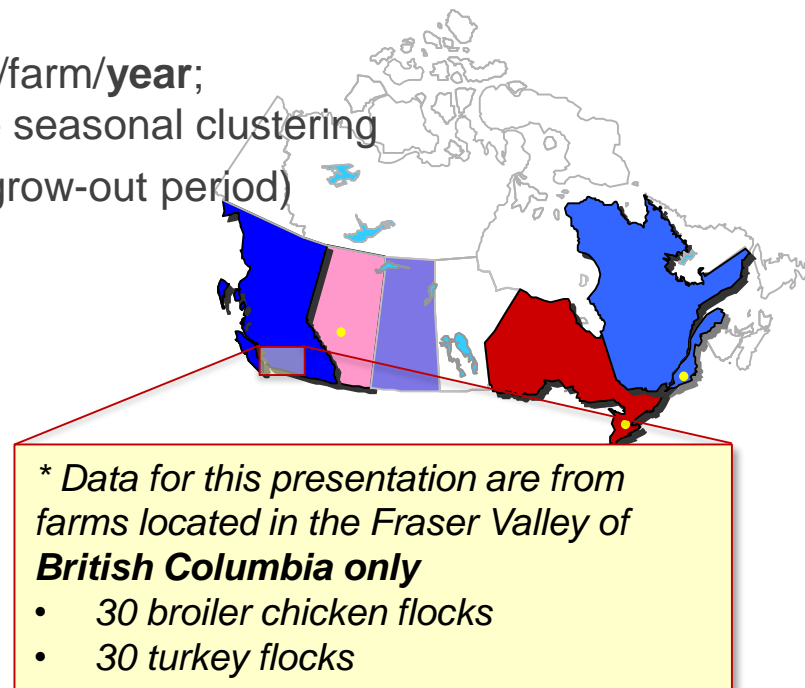 /farm/year;
seasonal clustering
grow-out period)
* Data for this presentation are from
farms located in the Fraser Valley of
British Columbia only
• 30 broiler chicken flocks
• 30 turkey flocks